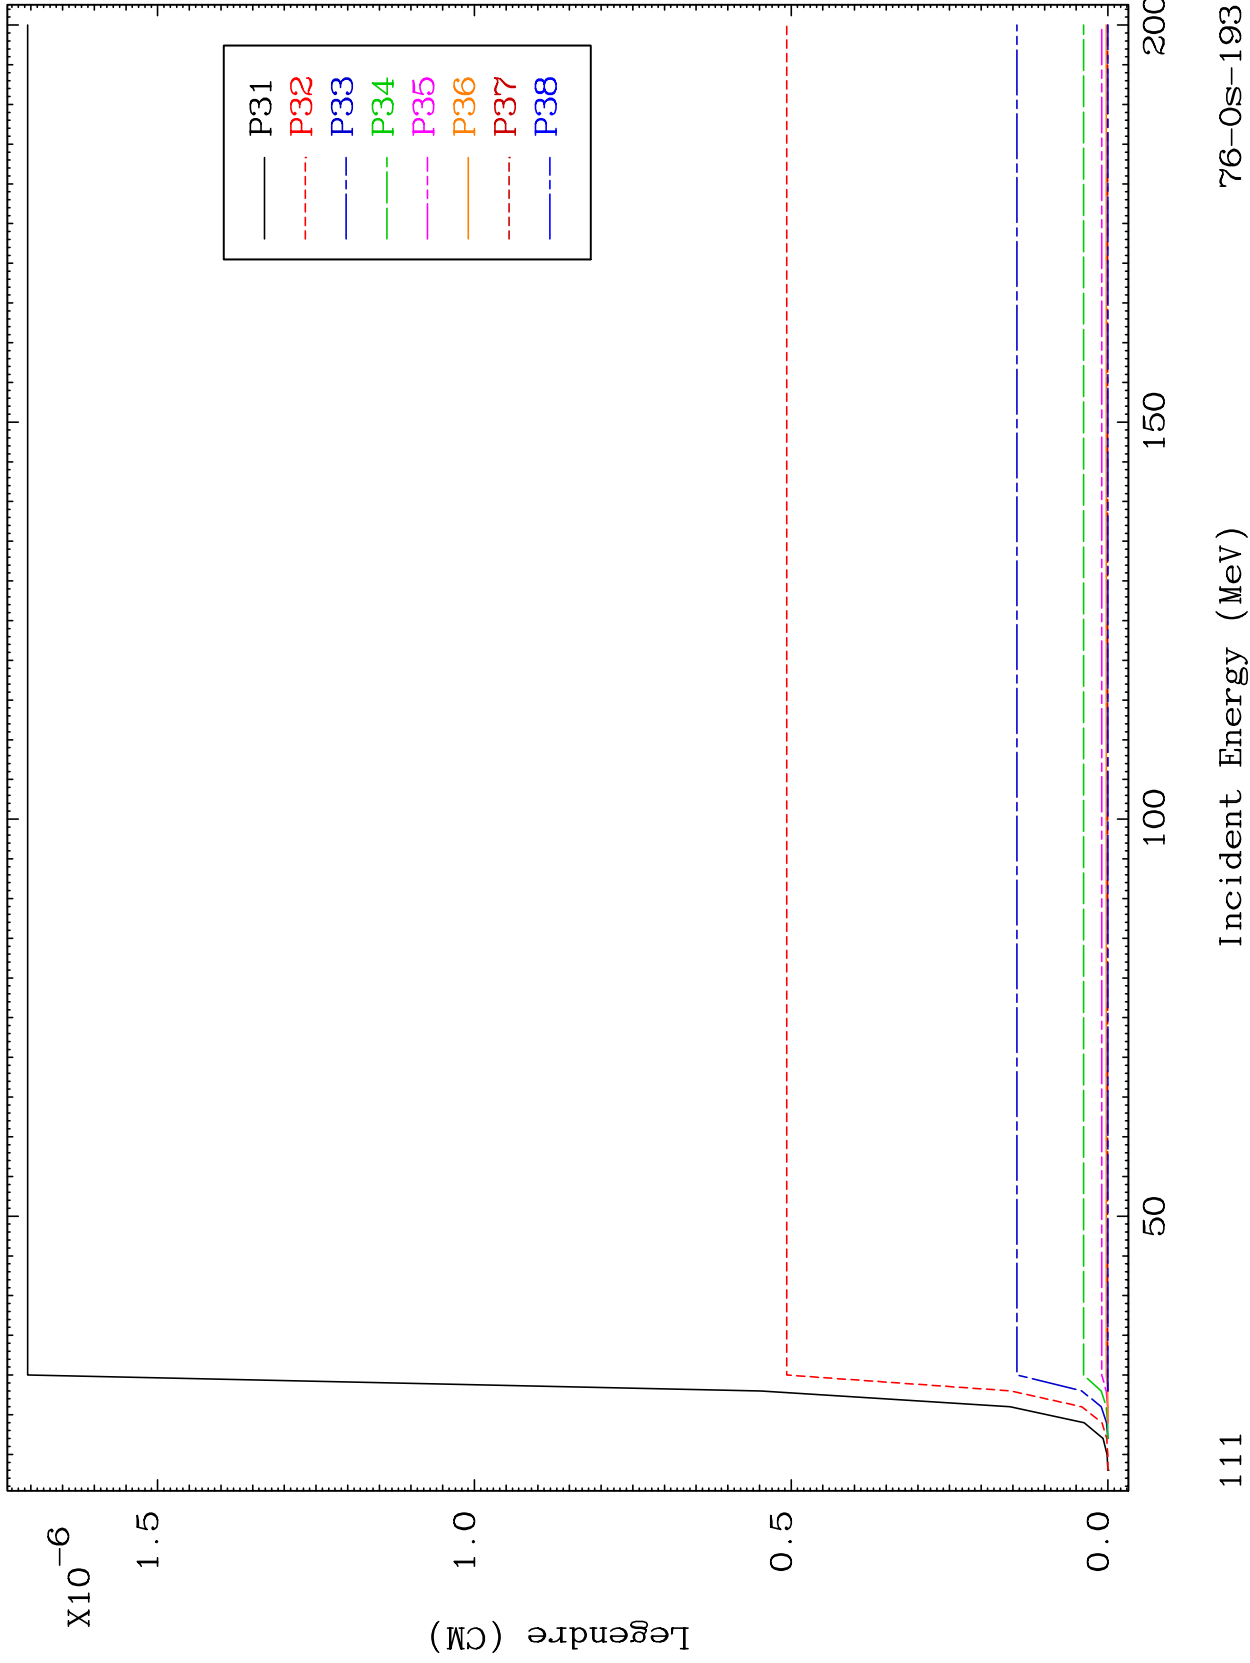 X10-6
1.5
1.0
0.5
0.0
Legendre (CM)
P31
P32
P33
P34
P35
P36
P37
P38
50
100
150
200
Incident Energy (MeV)
111
76-Os-193